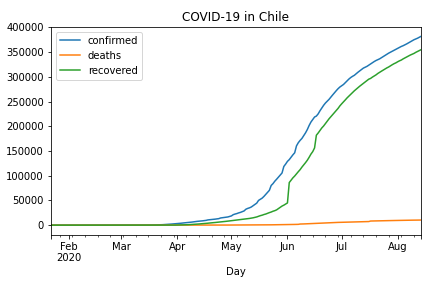 COVID-19 in Chile
400000
350000
300000
250000
200000
150000
100000
50000
0
confirmed
deaths
recovered
Feb Mar Apr May Jun Jul Aug
2020
Day